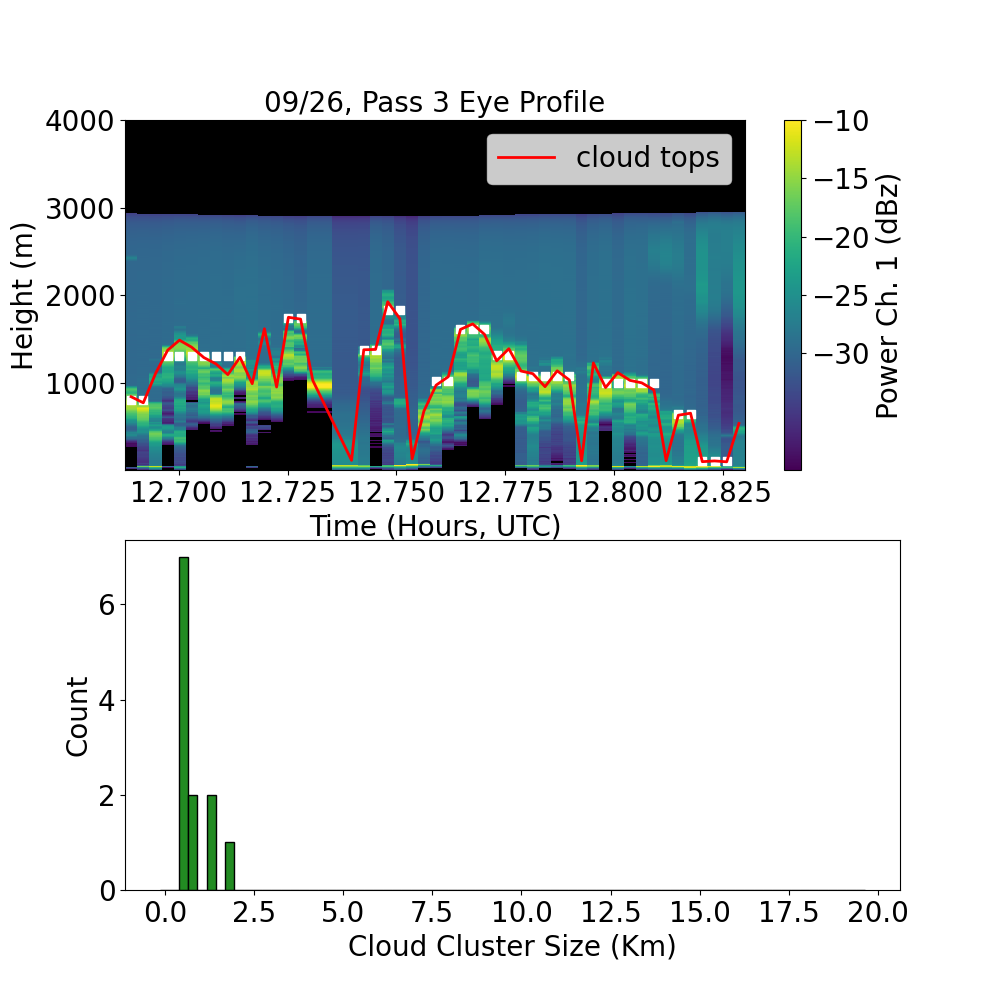 09/26, Pass 3 Eye Profile
4000
3000
2000
1000
Height (m)
cloud tops
12.700 12.725 12.750 12.775 12.800 12.825
Time (Hours, UTC)
−10
−15
−20
−25
−30
Power Ch. 1 (dBz)
6
4
2
0
Count
0.0 2.5 5.0 7.5 10.0 12.5 15.0 17.5 20.0
Cloud Cluster Size (Km)